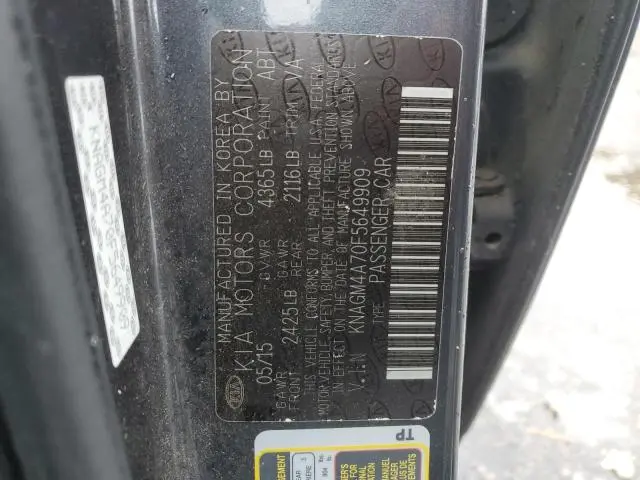 MANUFACTURED IN KOREA BY
KIA MOTORS CORPORATION
05/15 GVWR 4365LB PAINT ABT
GAWR GAWR
FRONT 2425LB REAR 2116LB TRIM VA
THIS VEHICLE CONFORMS TO ALL APPLICABLE U.S.A. FEDERAL
MOTOR VEHICLE SAFETY, BUMPER, AND THEFT PREVENTION STANDARDS
IN EFFECT ON THE DATE OF MANUFACTURE SHOWN ABOVE
V.I.N KNAGM4A70F5649909
TYPE PASSENGER CAR
KIA
KNAGM4A70F5649909
TP